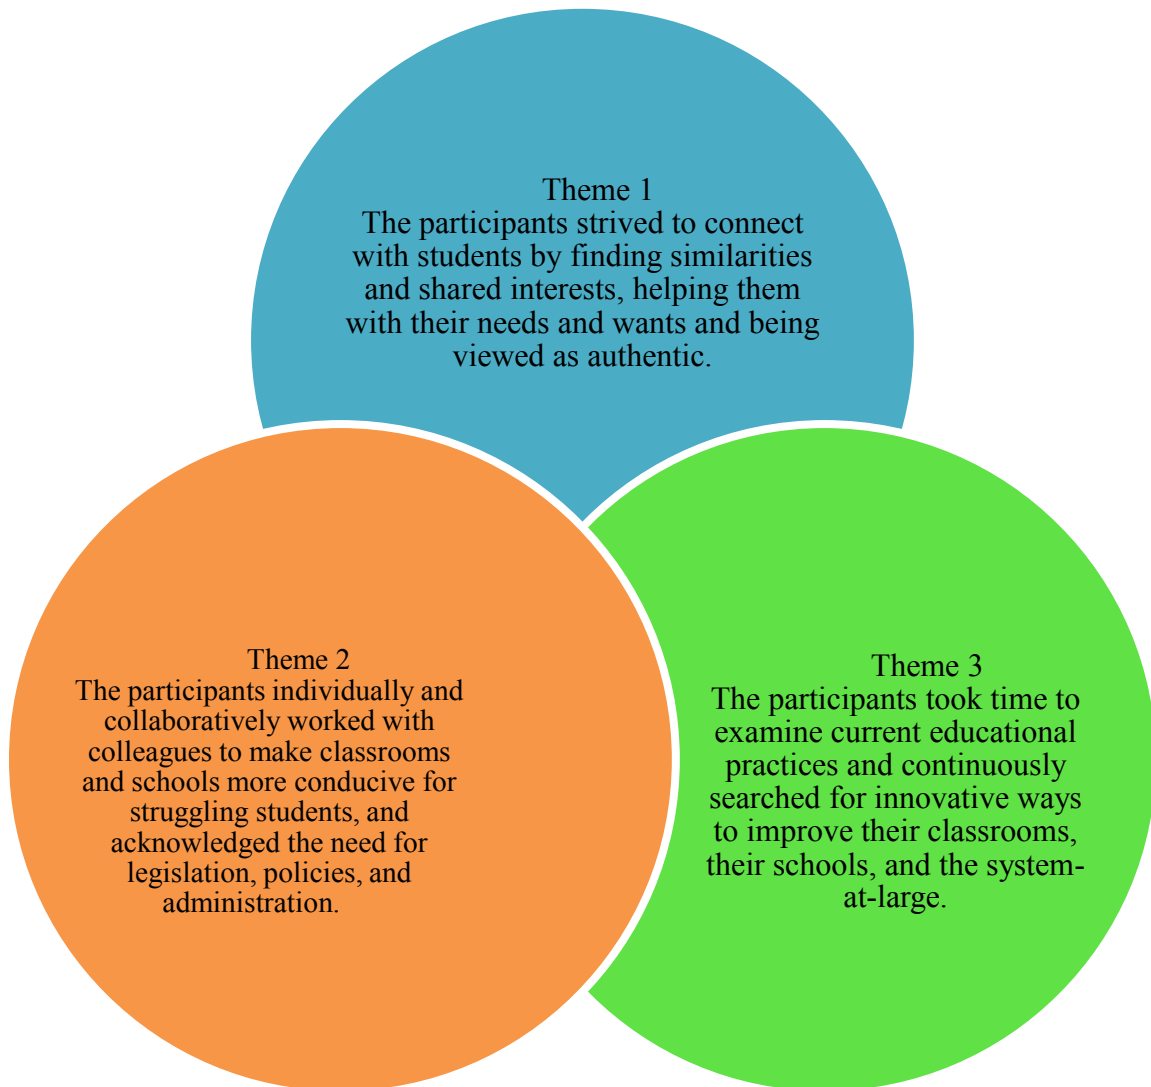 Theme 1
The participants strived to connect
with students by finding similarities
and shared interests, helping them
with their needs and wants and being
viewed as authentic.
Theme 2
The participants individually and
collaboratively worked with
colleagues to make classrooms
and schools more conducive for
struggling students, and
acknowledged the need for
legislation, policies, and
administration.
Theme 3
The participants took time to
examine current educational
practices and continuously
searched for innovative ways
to improve their classrooms,
their schools, and the system-
at-large.